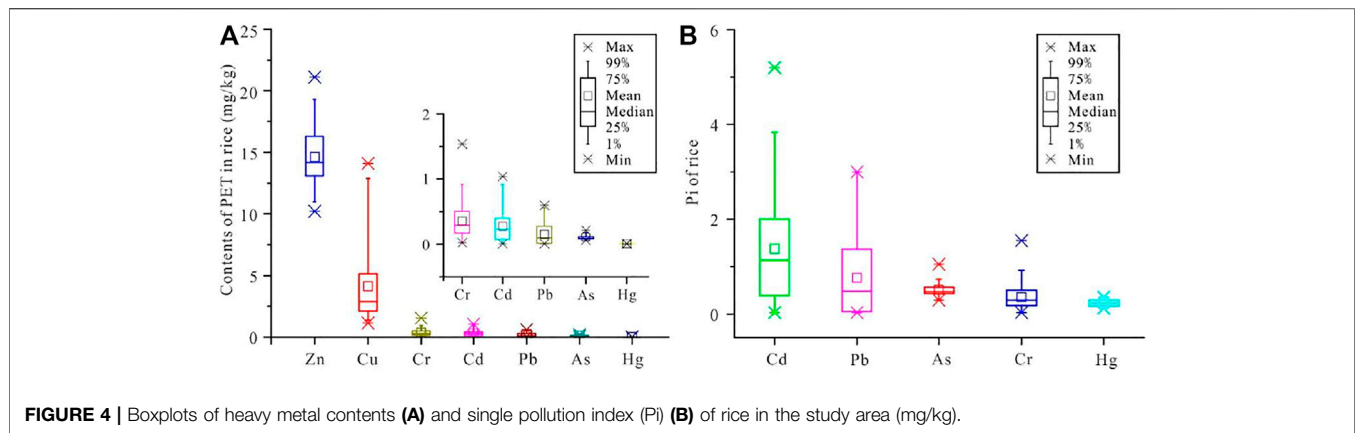 A
Contents of PET in rice (mg/kg)
25
20
15
10
5
0
Zn
Cu
Cr
Cd
Pb
As
Hg
2
1
0
Cr
Cd
Pb
As
Hg
Max
99%
75%
Mean
Median
25%
1%
Min
B
Pi of rice
6
4
2
0
Cd
Pb
As
Cr
Hg
Max
99%
75%
Mean
Median
25%
1%
Min
FIGURE 4 | Boxplots of heavy metal contents (A) and single pollution index (Pi) (B) of rice in the study area (mg/kg).